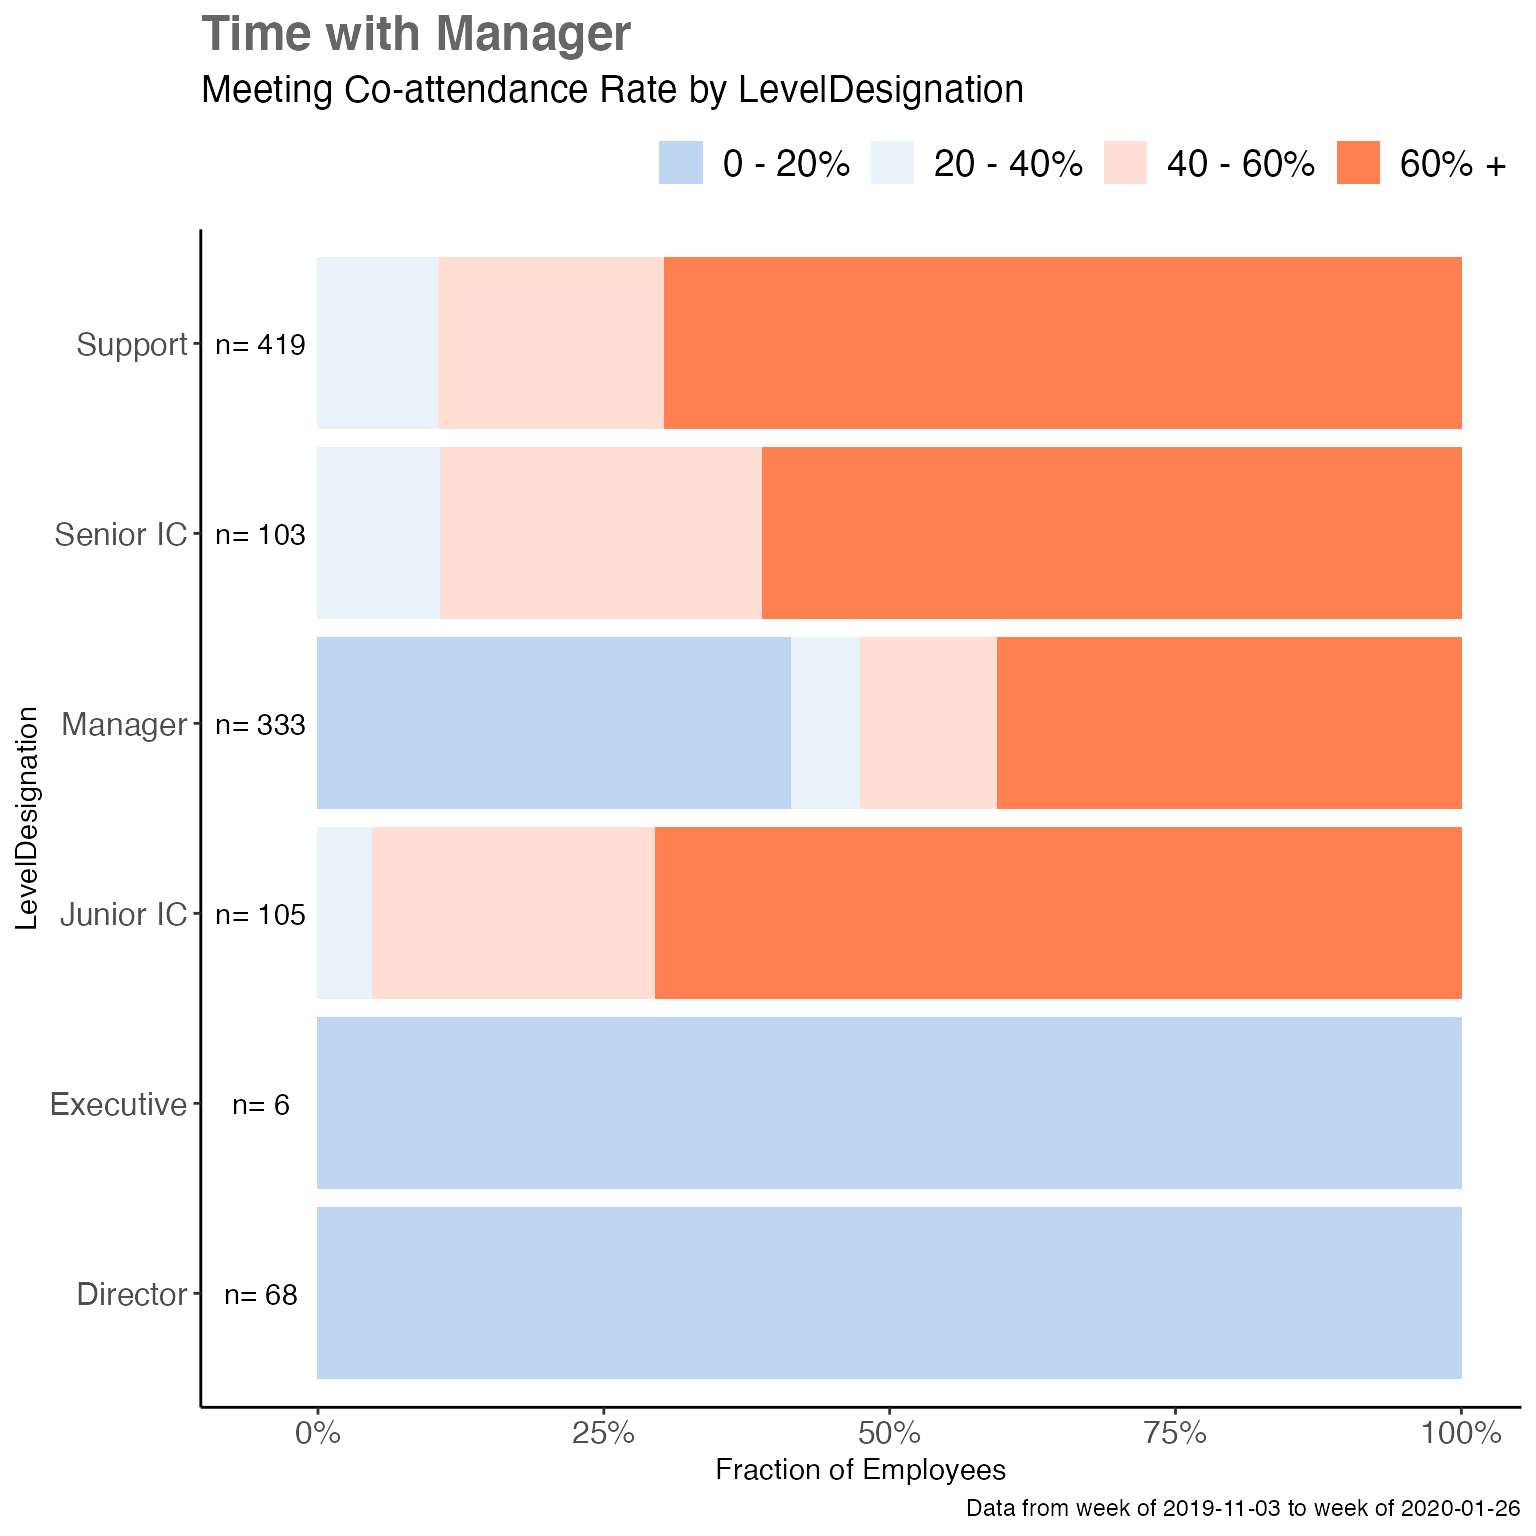 Time with Manager
Meeting Co-attendance Rate by LevelDesignation
0 - 20% 20 - 40% 40 - 60% 60% +
Support n= 419
Senior IC n= 103
Manager n= 333
Junior IC n= 105
Executive n= 6
Director n= 68
LevelDesignation
0% 25% 50% 75% 100%
Fraction of Employees
Data from week of 2019-11-03 to week of 2020-01-26